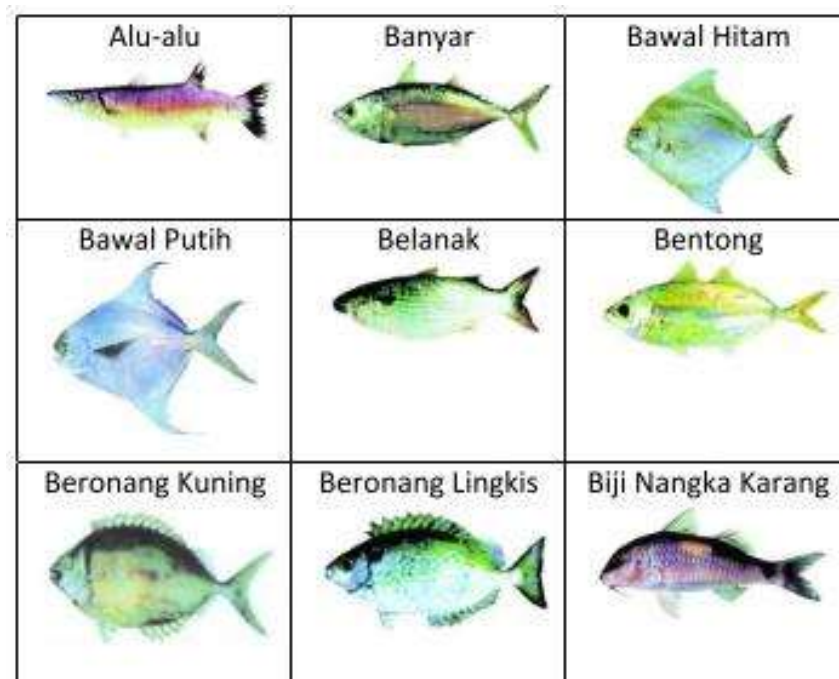 Alu-alu
Banyar
Bawal Hitam
Bawal Putih
Belanak
Bentong
Beronang Kuning
Beronang Lingkis
Biji Nangka Karang